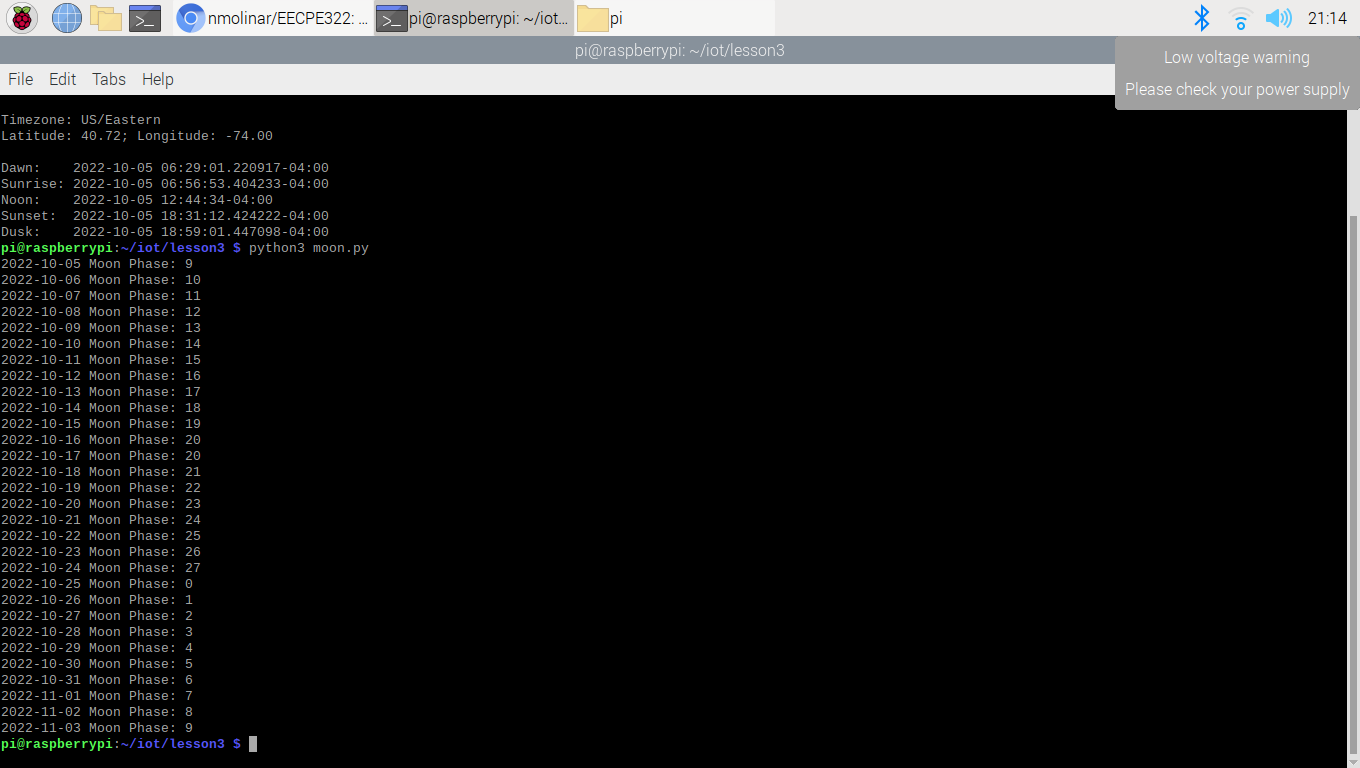 nmolinar/EECPE322: ...
pi@raspberrypi: ~/iot...
pi
21:14
pi@raspberrypi: ~/iot/lesson3
Low voltage warning
Please check your power supply
File Edit Tabs Help
Timezone: US/Eastern
Latitude: 40.72; Longitude: -74.00
Dawn:    2022-10-05 06:29:01.220917-04:00
Sunrise: 2022-10-05 06:56:53.404233-04:00
Noon:    2022-10-05 12:44:34-04:00
Sunset:  2022-10-05 18:31:12.424222-04:00
Dusk:    2022-10-05 18:59:01.447098-04:00
pi@raspberrypi:~/iot/lesson3 $ python3 moon.py
2022-10-05 Moon Phase: 9
2022-10-06 Moon Phase: 10
2022-10-07 Moon Phase: 11
2022-10-08 Moon Phase: 12
2022-10-09 Moon Phase: 13
2022-10-10 Moon Phase: 14
2022-10-11 Moon Phase: 15
2022-10-12 Moon Phase: 16
2022-10-13 Moon Phase: 17
2022-10-14 Moon Phase: 18
2022-10-15 Moon Phase: 19
2022-10-16 Moon Phase: 20
2022-10-17 Moon Phase: 20
2022-10-18 Moon Phase: 21
2022-10-19 Moon Phase: 22
2022-10-20 Moon Phase: 23
2022-10-21 Moon Phase: 24
2022-10-22 Moon Phase: 25
2022-10-23 Moon Phase: 26
2022-10-24 Moon Phase: 27
2022-10-25 Moon Phase: 0
2022-10-26 Moon Phase: 1
2022-10-27 Moon Phase: 2
2022-10-28 Moon Phase: 3
2022-10-29 Moon Phase: 4
2022-10-30 Moon Phase: 5
2022-10-31 Moon Phase: 6
2022-11-01 Moon Phase: 7
2022-11-02 Moon Phase: 8
2022-11-03 Moon Phase: 9
pi@raspberrypi:~/iot/lesson3 $